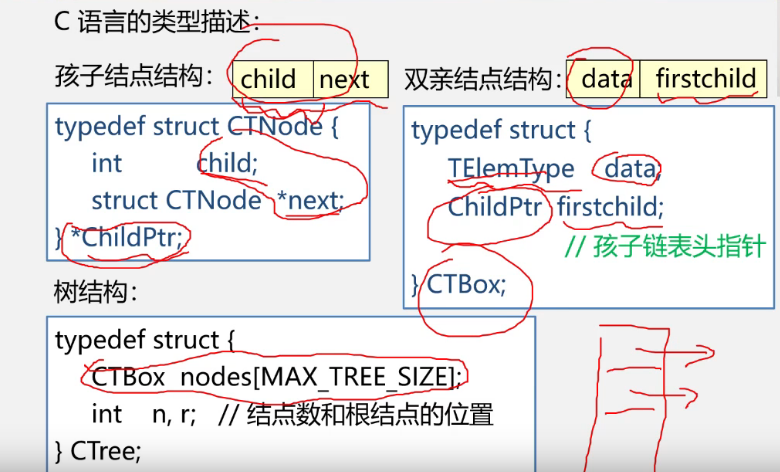 C 语言的类型描述：
孩子结点结构： child next 双亲结点结构： data firstchild
typedef struct CTNode {
int child;
struct CTNode *next;
} *ChildPtr;
typedef struct {
TElemType data;
ChildPtr firstchild;
// 孩子链表头指针
} CTBox;
树结构：
typedef struct {
CTBox nodes[MAX_TREE_SIZE];
int n, r; // 结点数和根结点的位置
} CTree;